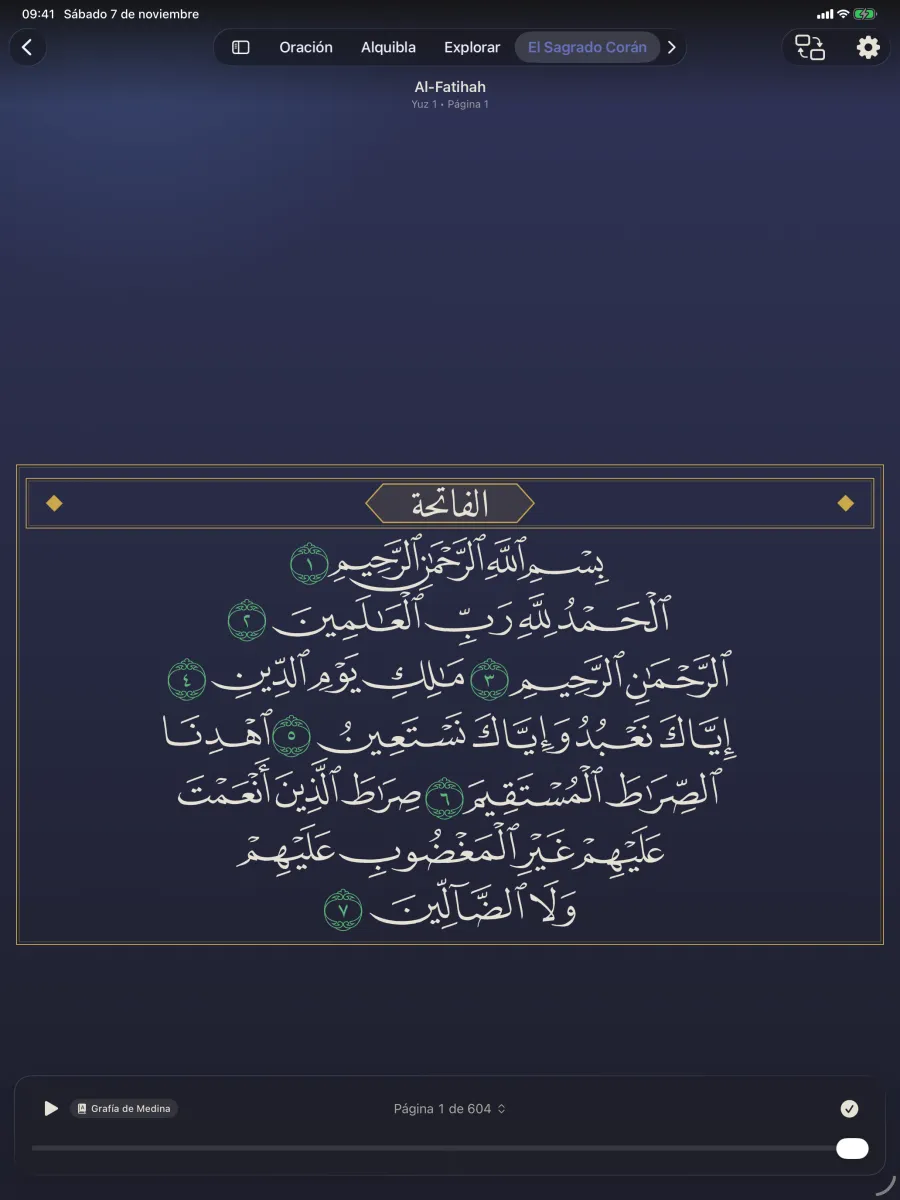 09:41 Sábado 7 de noviembre
Oración Alquibla Explorar El Sagrado Corán
Al-Fatihah
Yuz 1 • Página 1
الفاتحة
بِسْمِ ٱللَّهِ ٱلرَّحْمَٰنِ ٱلرَّحِيمِ ١
ٱلْحَمْدُ لِلَّهِ رَبِّ ٱلْعَٰلَمِينَ ٢
ٱلرَّحْمَٰنِ ٱلرَّحِيمِ ٣ مَٰلِكِ يَوْمِ ٱلدِّينِ ٤
إِيَّاكَ نَعْبُدُ وَإِيَّاكَ نَسْتَعِينُ ٥ ٱهْدِنَا
ٱلصِّرَٰطَ ٱلْمُسْتَقِيمَ ٦ صِرَٰطَ ٱلَّذِينَ أَنْعَمْتَ
عَلَيْهِمْ غَيْرِ ٱلْمَغْضُوبِ عَلَيْهِمْ
وَلَا ٱلضَّآلِّينَ ٧
Grafía de Medina
Página 1 de 604